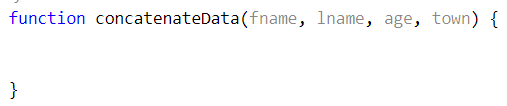 function concatenateData(fname, lname, age, town) {
}